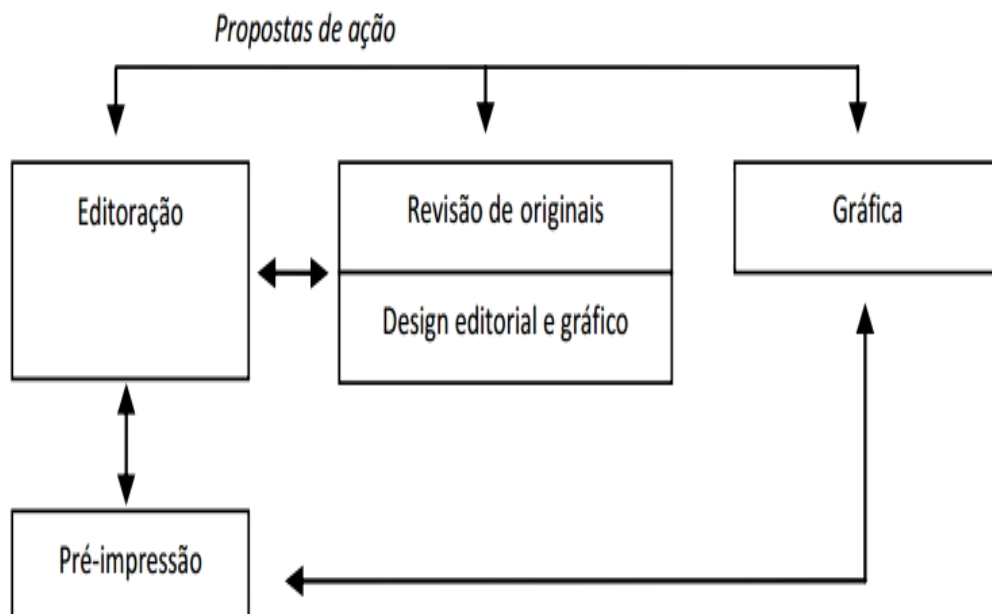 Propostas de ação
Editoração
Revisão de originais
Gráfica
Design editorial e gráfico
Pré-impressão